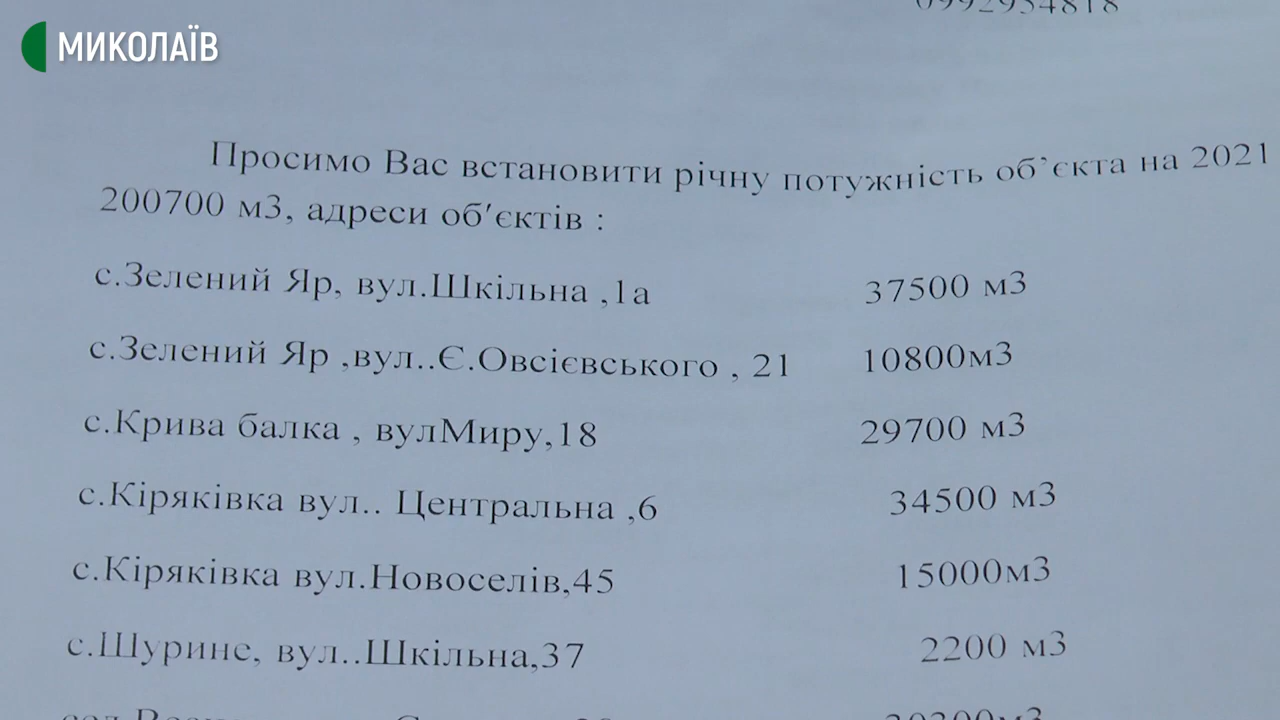 МИКОЛАЇВ
0992954818
Просимо Вас встановити річну потужність об’єкта на 2021
200700 м3, адреси об'єктів :
с.Зелений Яр, вул.Шкільна ,1а 37500 м3
с.Зелений Яр ,вул..Є.Овсієвського , 21 10800м3
с.Крива балка , вулМиру,18 29700 м3
с.Кіряківка вул.. Центральна ,6 34500 м3
с.Кіряківка вул.Новоселів,45 15000м3
с.Шурине, вул..Шкільна,37 2200 м3